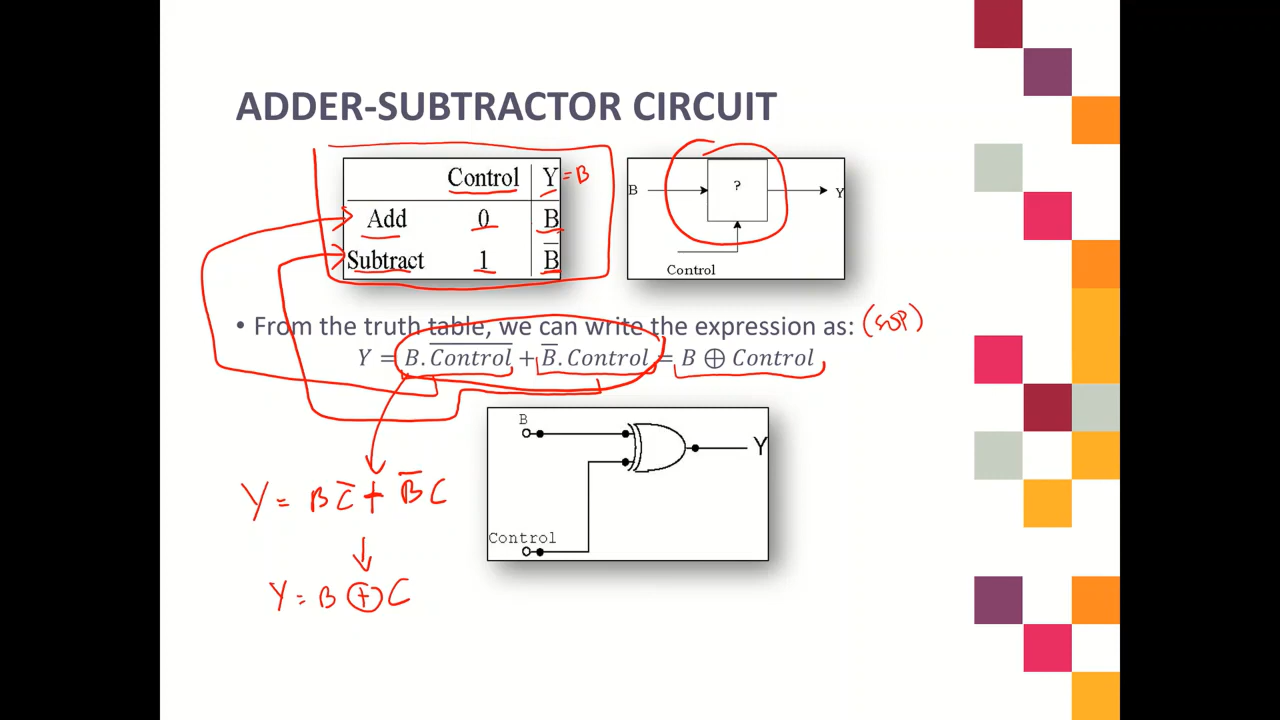 ADDER-SUBTRACTOR CIRCUIT
Control Y = B
Add 0 B
Subtract 1 B̅
B ? Y
Control
• From the truth table, we can write the expression as: (SOP)
Y = B.C̅o̅n̅t̅r̅o̅l̅ + B̅.Control = B ⊕ Control
B
Y
Control
Y = BC̅ + B̅C
Y = B ⊕ C